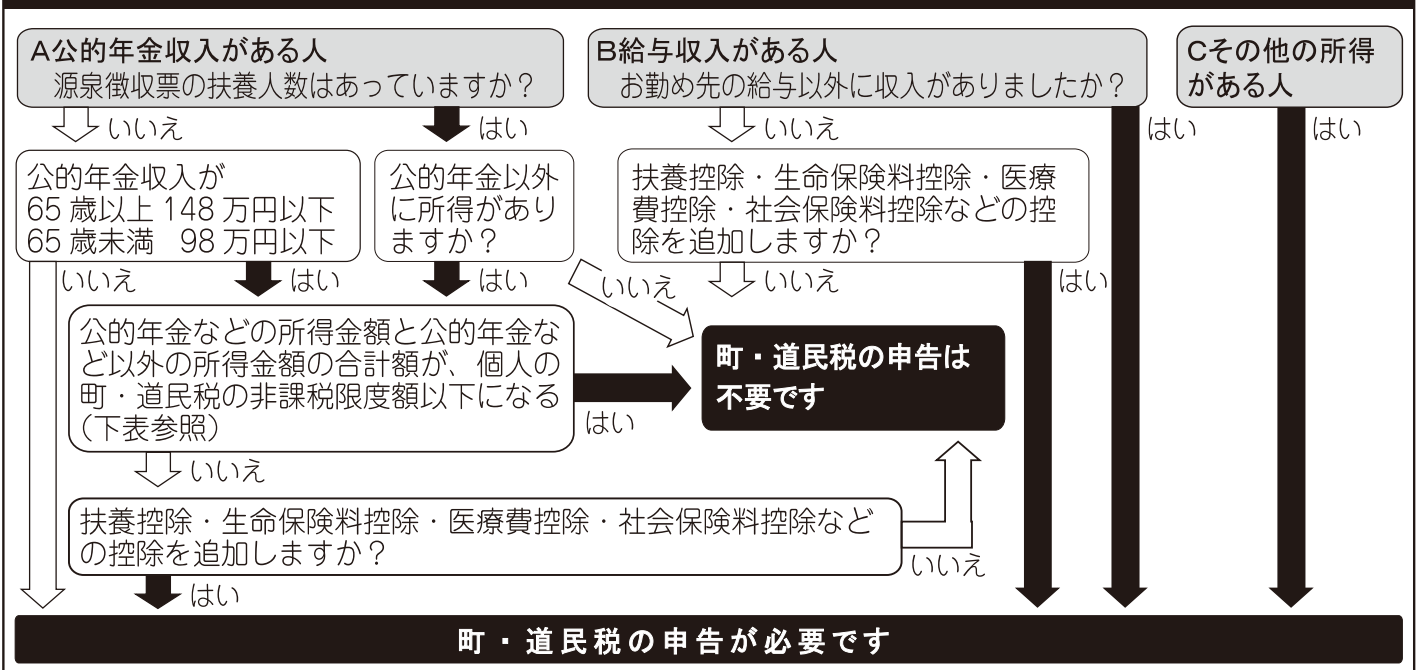 A公的年金収入がある人
源泉徴収票の扶養人数はあっていますか？
いいえ
はい
公的年金収入が
65 歳以上 148 万円以下
65 歳未満 98 万円以下
いいえ
はい
公的年金以外
に所得があり
ますか？
はい
いいえ
公的年金などの所得金額と公的年金な
ど以外の所得金額の合計額が、個人の
町・道民税の非課税限度額以下になる
（下表参照）
はい
いいえ
扶養控除・生命保険料控除・医療費控除・社会保険料控除など
の控除を追加しますか？
いいえ
はい
B給与収入がある人
お勤め先の給与以外に収入がありましたか？
いいえ
はい
扶養控除・生命保険料控除・医療
費控除・社会保険料控除などの控
除を追加しますか？
いいえ
はい
Cその他の所得
がある人
はい
町・道民税の申告は
不要です
町・道民税の申告が必要です